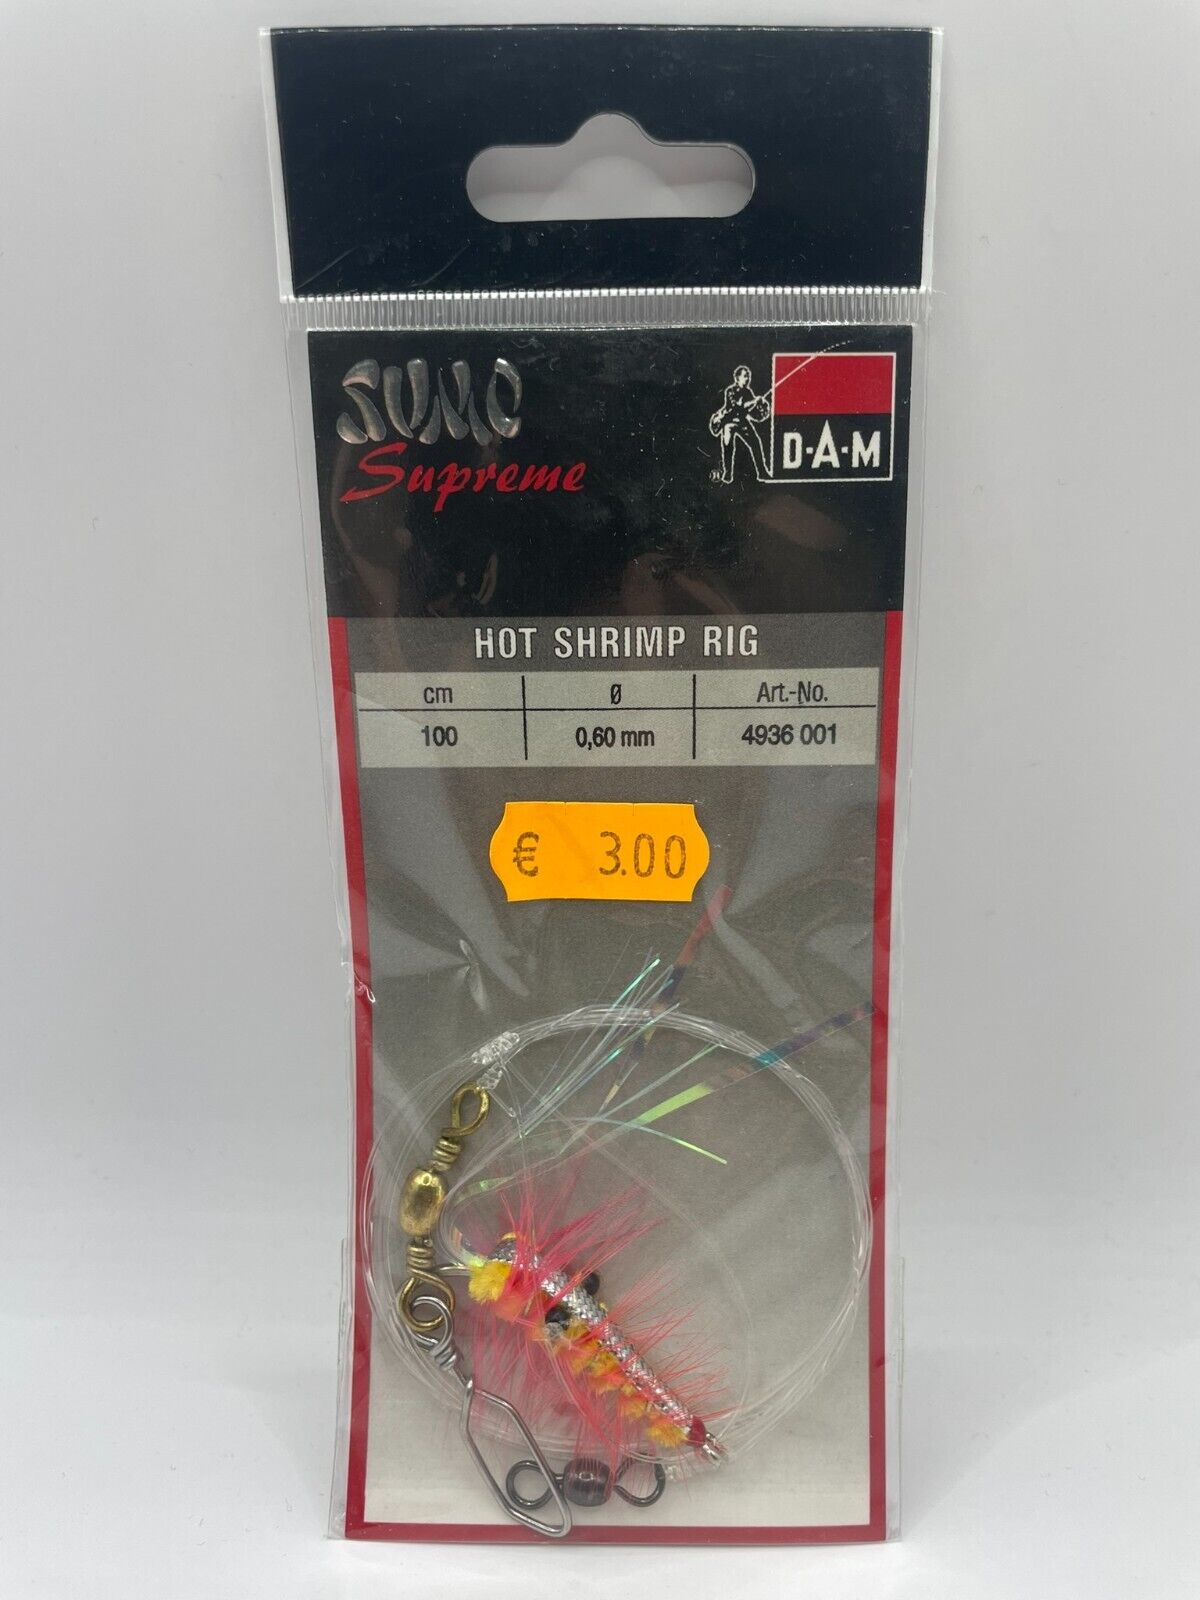 SUMO
Supreme
D·A·M
®
HOT SHRIMP RIG
cm Ø Art.-No.
100 0,60 mm 4936 001
€ 3.00